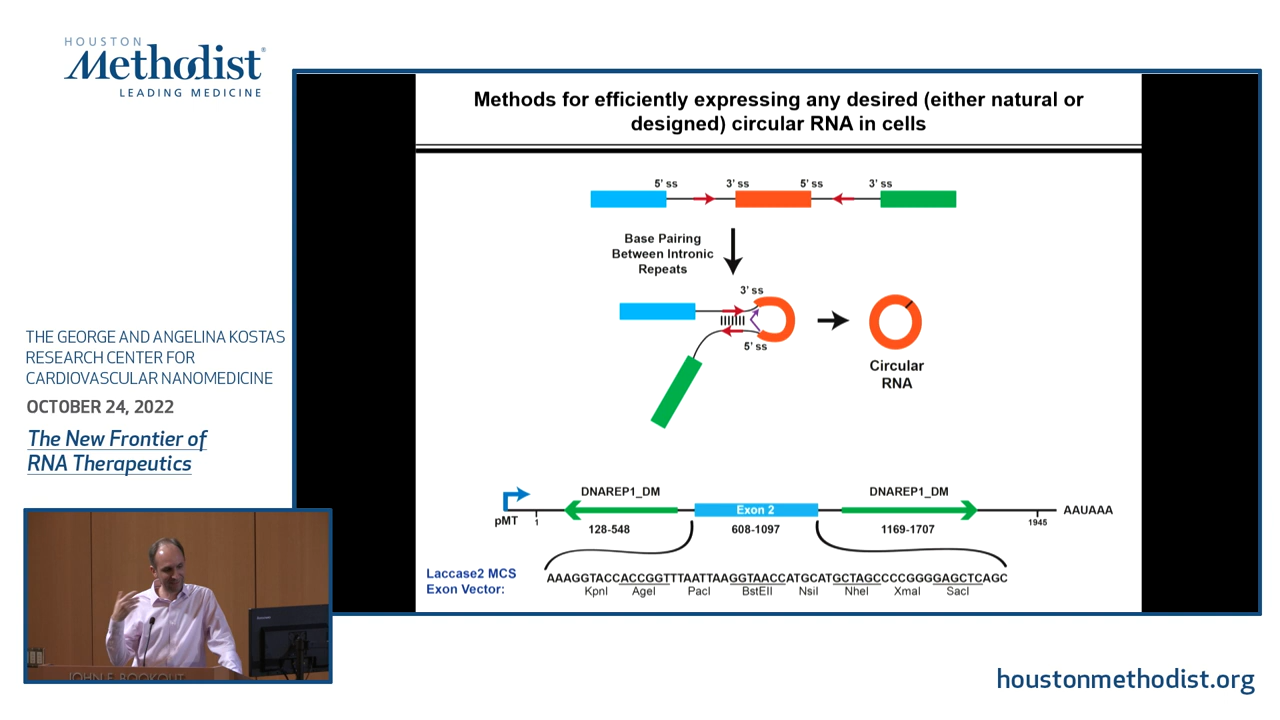 HOUSTON
Methodist®
LEADING MEDICINE
THE GEORGE AND ANGELINA KOSTAS
RESEARCH CENTER FOR
CARDIOVASCULAR NANOMEDICINE
OCTOBER 24, 2022
The New Frontier of
RNA Therapeutics
Methods for efficiently expressing any desired (either natural or
designed) circular RNA in cells
5' ss 3' ss 5' ss 3' ss
Base Pairing
Between Intronic
Repeats
3' ss
5' ss
Circular
RNA
DNAREP1_DM DNAREP1_DM
Exon 2
AAUAAA
pMT 1 128-548 608-1097 1169-1707 1945
Laccase2 MCS
Exon Vector:
AAAGGTACCACCGGTTTAATTAAGGTAACCATGCATGCTAGCCCCGGGGAGCTCAGC
KpnI AgeI PacI BstEII NsiI NheI XmaI SacI
JOHN F BOOKOUT
houstonmethodist.org